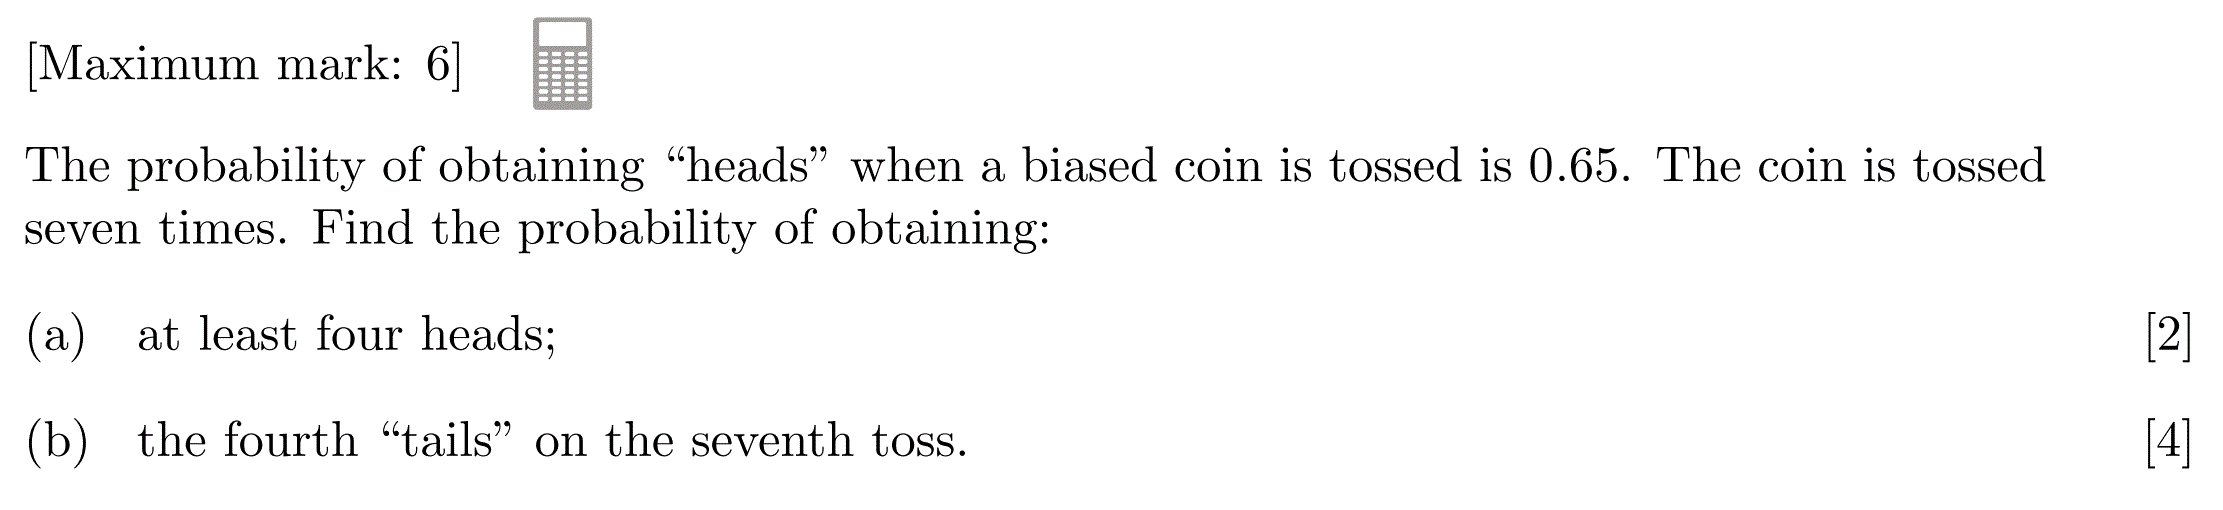 [Maximum mark: 6]
The probability of obtaining “heads” when a biased coin is tossed is 0.65. The coin is tossed
seven times. Find the probability of obtaining:
(a) at least four heads; [2]
(b) the fourth “tails” on the seventh toss. [4]